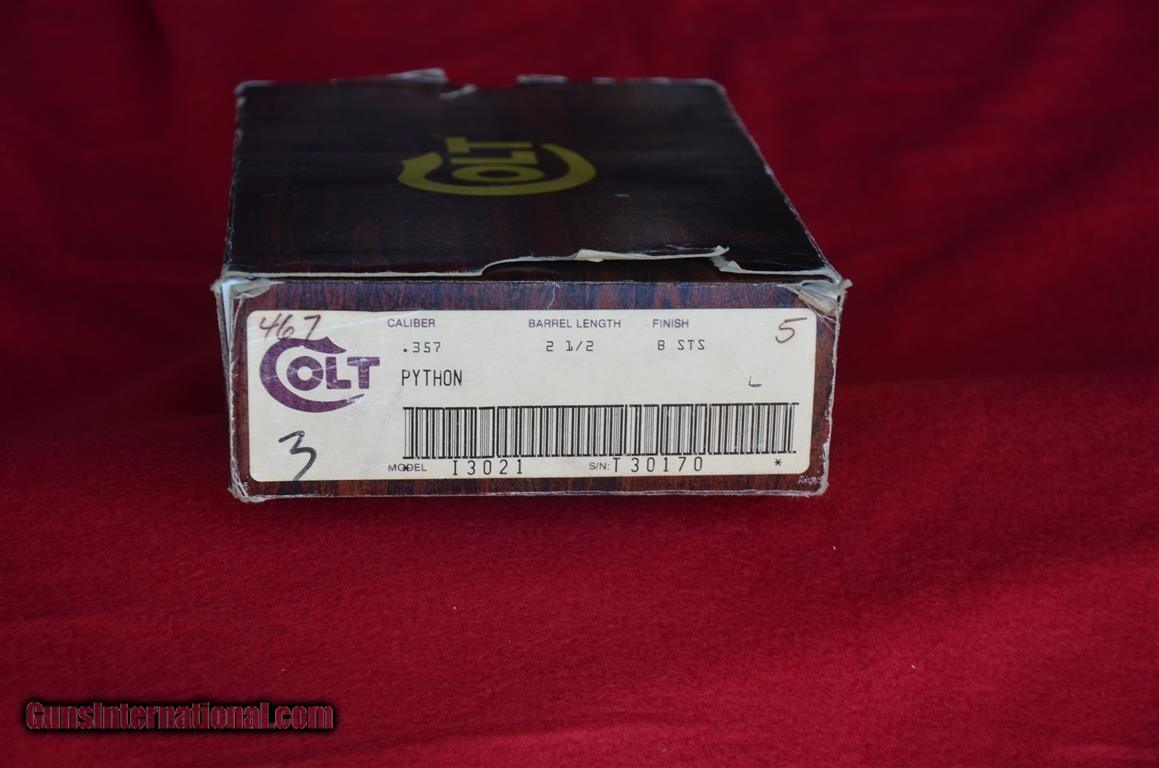 COLT
467
CALIBER BARREL LENGTH FINISH 5
.357 2 1/2 B STS
COLT
PYTHON L
3
MODEL I3021 S/N: T30170 *
GunsInternational.com